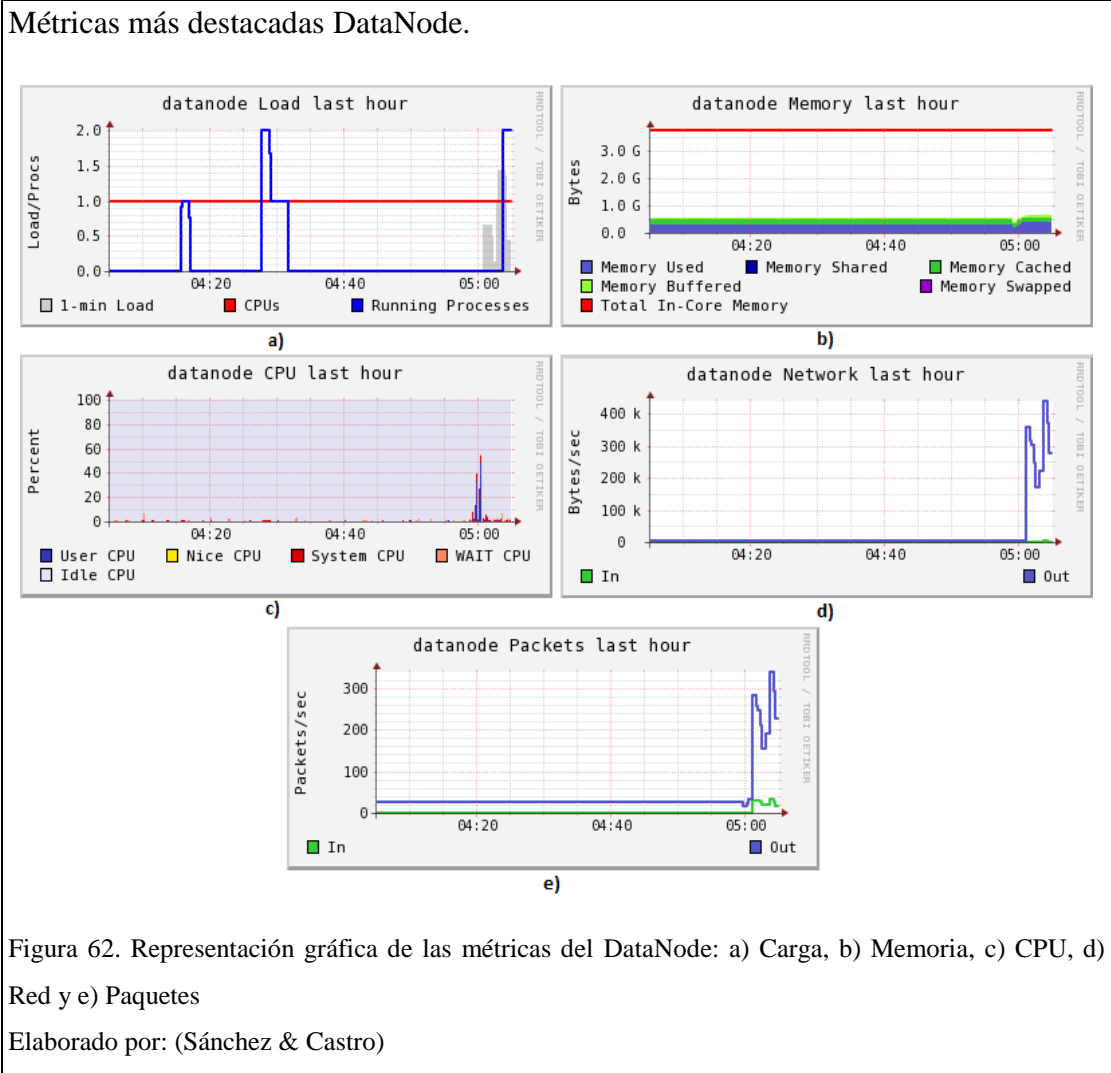 Métricas más destacadas DataNode.
datanode Load last hour
RRDTOOL / TOBI OETIKER
Load/Procs
2.0
1.5
1.0
0.5
0.0
04:20 04:40 05:00
1-min Load CPUs Running Processes
a)
datanode Memory last hour
RRDTOOL / TOBI OETIKER
Bytes
3.0 G
2.0 G
1.0 G
0.0
04:20 04:40 05:00
Memory Used Memory Shared Memory Cached
Memory Buffered Memory Swapped
Total In-Core Memory
b)
datanode CPU last hour
RRDTOOL / TOBI OETIKER
Percent
100
80
60
40
20
0
04:20 04:40 05:00
User CPU Nice CPU System CPU WAIT CPU
Idle CPU
c)
datanode Network last hour
RRDTOOL / TOBI OETIKER
Bytes/sec
400 k
300 k
200 k
100 k
0
04:20 04:40 05:00
In Out
d)
datanode Packets last hour
RRDTOOL / TOBI OETIKER
Packets/sec
300
200
100
0
04:20 04:40 05:00
In Out
e)
Figura 62. Representación gráfica de las métricas del DataNode: a) Carga, b) Memoria, c) CPU, d)
Red y e) Paquetes
Elaborado por: (Sánchez & Castro)